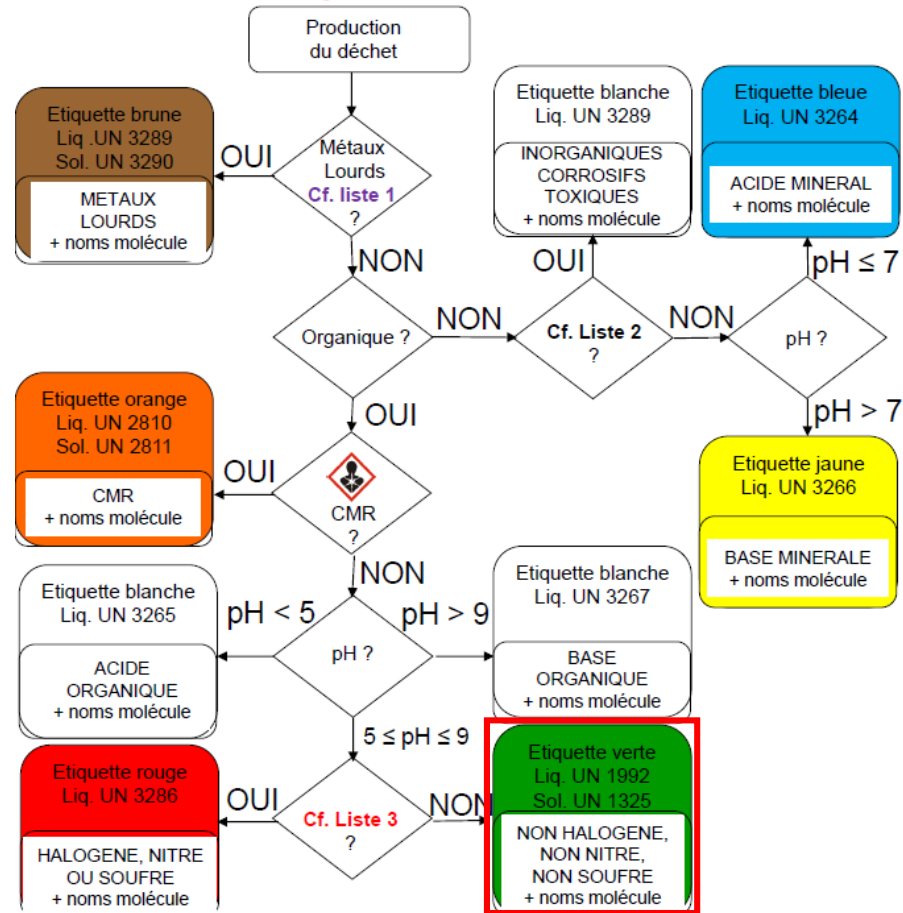 Production
du déchet
Etiquette brune
Liq .UN 3289
Sol. UN 3290
METAUX
LOURDS
+ noms molécule
OUI
Métaux
Lourds
Cf. liste 1
?
NON
Etiquette blanche
Liq. UN 3289
INORGANIQUES
CORROSIFS
TOXIQUES
+ noms molécule
Etiquette bleue
Liq. UN 3264
ACIDE MINERAL
+ noms molécule
OUI
pH ≤ 7
Organique ?
NON
Cf. Liste 2
?
NON
pH ?
OUI
pH > 7
Etiquette orange
Liq. UN 2810
Sol. UN 2811
CMR
+ noms molécule
OUI
CMR
?
NON
Etiquette jaune
Liq. UN 3266
BASE MINERALE
+ noms molécule
Etiquette blanche
Liq. UN 3265
ACIDE
ORGANIQUE
+ noms molécule
pH < 5
pH ?
pH > 9
Etiquette blanche
Liq. UN 3267
BASE
ORGANIQUE
+ noms molécule
5 ≤ pH ≤ 9
Etiquette rouge
Liq. UN 3286
HALOGENE, NITRE
OU SOUFRE
+ noms molécule
OUI
Cf. Liste 3
?
NON
Etiquette verte
Liq. UN 1992
Sol. UN 1325
NON HALOGENE,
NON NITRE,
NON SOUFRE
+ noms molécule